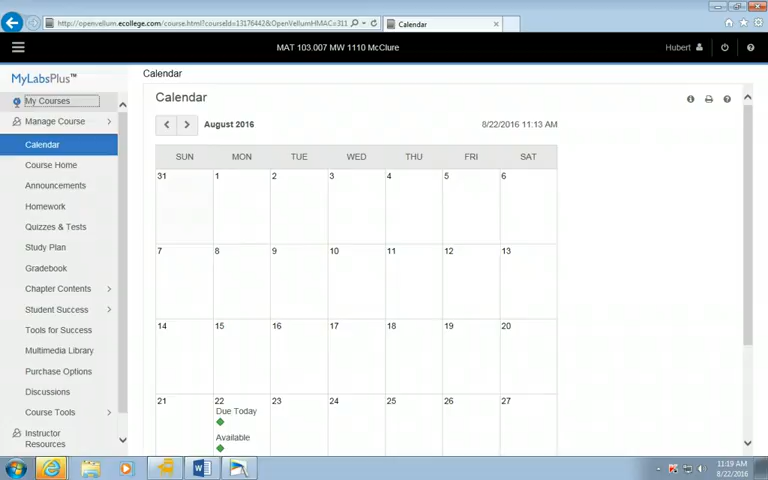 http://openvellum.ecollege.com/course.html?courseId=13176442&OpenVellumHMAC=311
Calendar
MAT 103.007 MW 1110 McClure
Hubert
MyLabsPlus™
My Courses
Manage Course
Calendar
Course Home
Announcements
Homework
Quizzes & Tests
Study Plan
Gradebook
Chapter Contents
Student Success
Tools for Success
Multimedia Library
Purchase Options
Discussions
Course Tools
Instructor
Resources
Calendar
Calendar
August 2016
8/22/2016 11:13 AM
SUN MON TUE WED THU FRI SAT
31 1 2 3 4 5 6
7 8 9 10 11 12 13
14 15 16 17 18 19 20
21 22 23 24 25 26 27
Due Today
Available
11:19 AM
8/22/2016